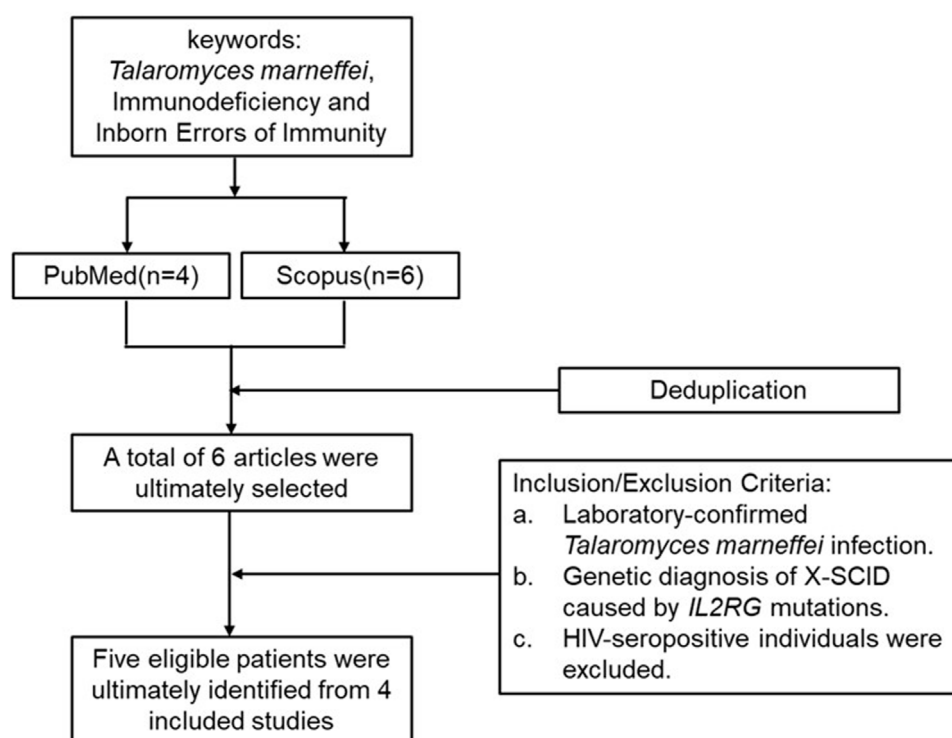 keywords:
Talaromyces marneffei,
Immunodeficiency and
Inborn Errors of Immunity
PubMed(n=4)
Scopus(n=6)
Deduplication
A total of 6 articles were
ultimately selected
Inclusion/Exclusion Criteria:
a. Laboratory-confirmed
Talaromyces marneffei infection.
b. Genetic diagnosis of X-SCID
caused by IL2RG mutations.
c. HIV-seropositive individuals were
excluded.
Five eligible patients were
ultimately identified from 4
included studies